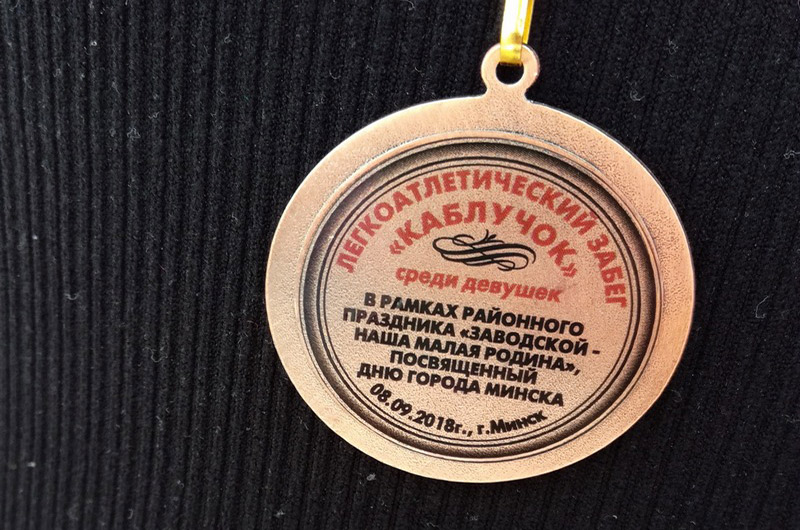 ЛЕГКОАТЛЕТИЧЕСКИЙ ЗАБЕГ
«КАБЛУЧОК»
среди девушек
В РАМКАХ РАЙОННОГО
ПРАЗДНИКА «ЗАВОДСКОЙ -
НАША МАЛАЯ РОДИНА»,
ПОСВЯЩЕННЫЙ
ДНЮ ГОРОДА МИНСКА
08.09.2018г., г.Минск